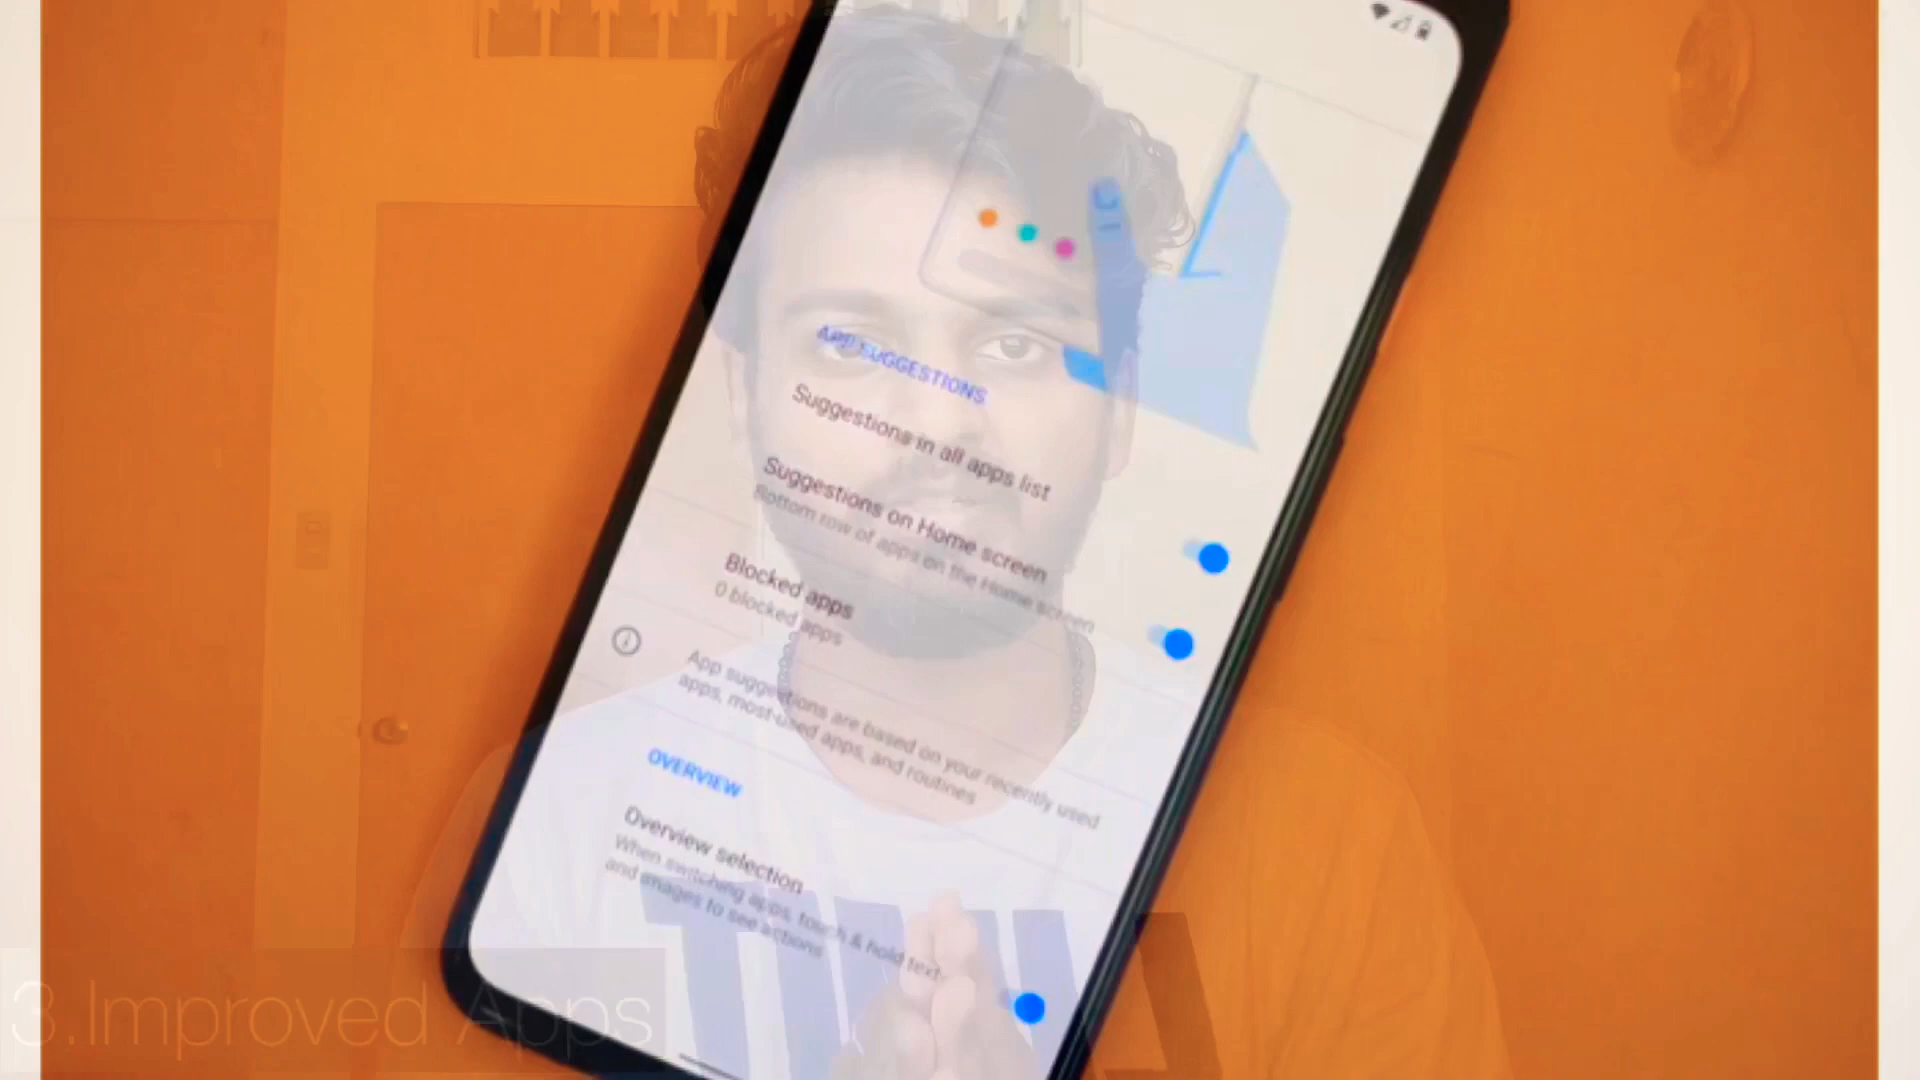 APP SUGGESTIONS
Suggestions in all apps list
Suggestions on Home screen
Bottom row of apps on the Home screen
Blocked apps
0 blocked apps
App suggestions are based on your recently used
apps, most-used apps, and routines
OVERVIEW
Overview selection
When switching apps, touch & hold text
and images to see actions
3.Improved Apps